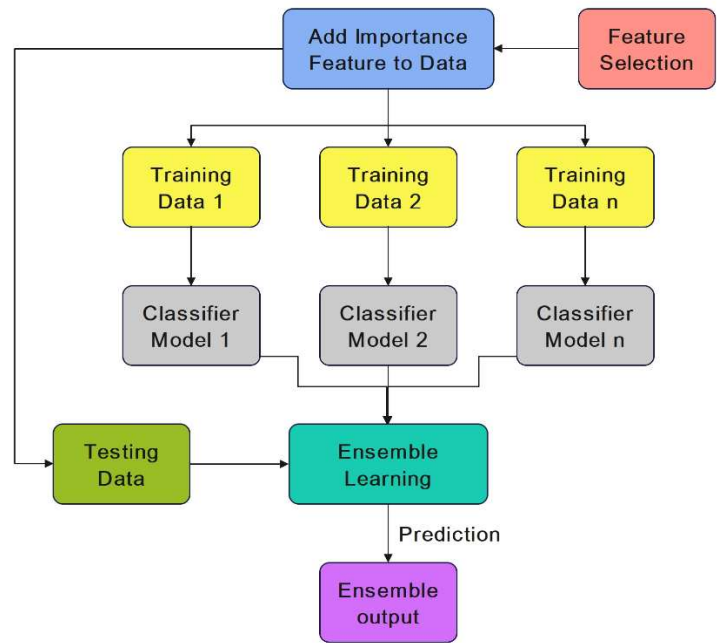 Add Importance
Feature to Data
Feature
Selection
Training
Data 1
Training
Data 2
Training
Data n
Classifier
Model 1
Classifier
Model 2
Classifier
Model n
Testing
Data
Ensemble
Learning
Prediction
Ensemble
output